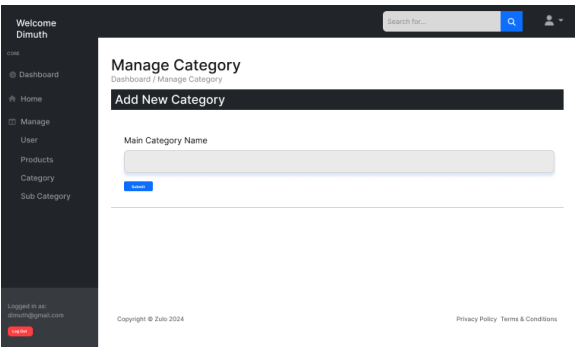 Welcome
Dimuth
Search for...
CORE
Dashboard
Home
Manage
User
Products
Category
Sub Category
Logged in as:
dimuth@gmail.com
Log Out
Manage Category
Dashboard / Manage Category
Add New Category
Main Category Name
Submit
Copyright © Zulo 2024
Privacy Policy Terms & Conditions